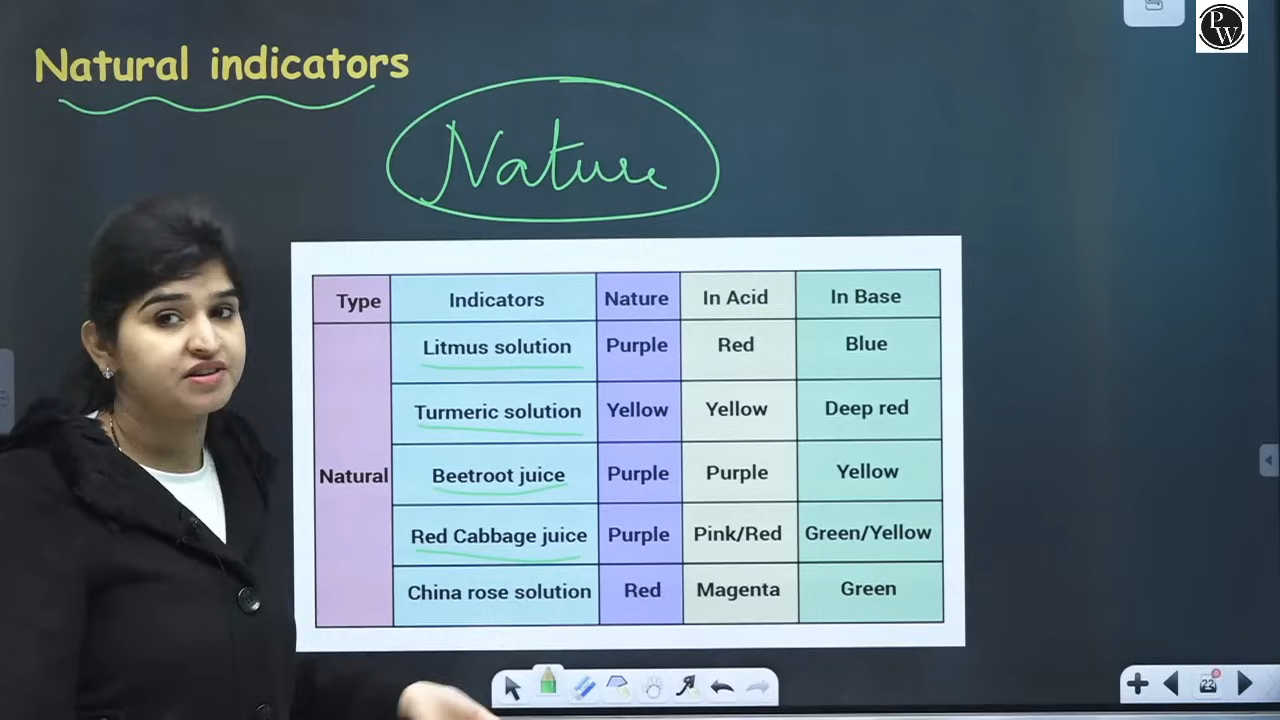 PW
Natural indicators
Nature
Type Indicators Nature In Acid In Base
Litmus solution Purple Red Blue
Turmeric solution Yellow Yellow Deep red
Natural Beetroot juice Purple Purple Yellow
Red Cabbage juice Purple Pink/Red Green/Yellow
China rose solution Red Magenta Green
22